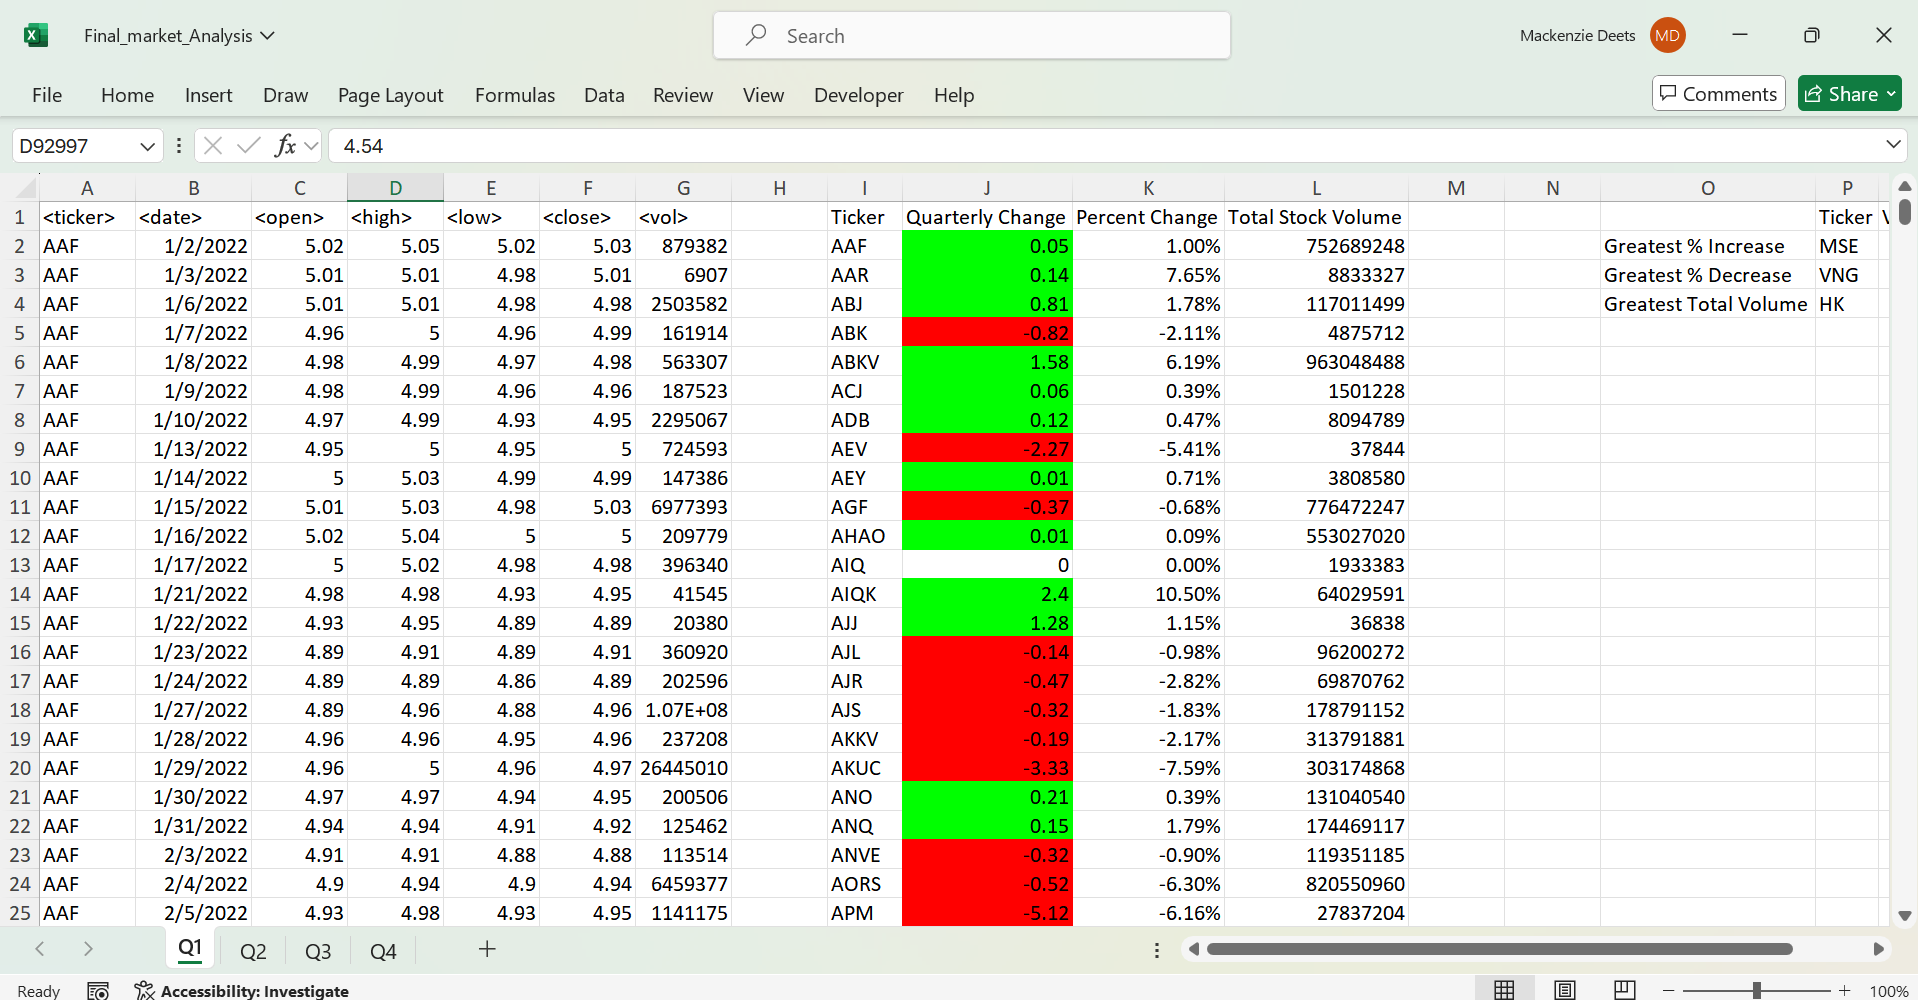 Final_market_Analysis
Search
Mackenzie Deets MD
File Home Insert Draw Page Layout Formulas Data Review View Developer Help Comments Share
D92997 fx 4.54
A B C D E F G H I J K L M N O P
1 <ticker> <date> <open> <high> <low> <close> <vol> Ticker Quarterly Change Percent Change Total Stock Volume Ticker
2 AAF 1/2/2022 5.02 5.05 5.02 5.03 879382 AAF 0.05 1.00% 752689248 Greatest % Increase MSE
3 AAF 1/3/2022 5.01 5.01 4.98 5.01 6907 AAR 0.14 7.65% 8833327 Greatest % Decrease VNG
4 AAF 1/6/2022 5.01 5.01 4.98 4.98 2503582 ABJ 0.81 1.78% 117011499 Greatest Total Volume HK
5 AAF 1/7/2022 4.96 5 4.96 4.99 161914 ABK -0.82 -2.11% 4875712
6 AAF 1/8/2022 4.98 4.99 4.97 4.98 563307 ABKV 1.58 6.19% 963048488
7 AAF 1/9/2022 4.98 4.99 4.96 4.96 187523 ACJ 0.06 0.39% 1501228
8 AAF 1/10/2022 4.97 4.99 4.93 4.95 2295067 ADB 0.12 0.47% 8094789
9 AAF 1/13/2022 4.95 5 4.95 5 724593 AEV -2.27 -5.41% 37844
10 AAF 1/14/2022 5 5.03 4.99 4.99 147386 AEY 0.01 0.71% 3808580
11 AAF 1/15/2022 5.01 5.03 4.98 5.03 6977393 AGF -0.37 -0.68% 776472247
12 AAF 1/16/2022 5.02 5.04 5 5 209779 AHAO 0.01 0.09% 553027020
13 AAF 1/17/2022 5 5.02 4.98 4.98 396340 AIQ 0 0.00% 1933383
14 AAF 1/21/2022 4.98 4.98 4.93 4.95 41545 AIQK 2.4 10.50% 64029591
15 AAF 1/22/2022 4.93 4.95 4.89 4.89 20380 AJJ 1.28 1.15% 36838
16 AAF 1/23/2022 4.89 4.91 4.89 4.91 360920 AJL -0.14 -0.98% 96200272
17 AAF 1/24/2022 4.89 4.89 4.86 4.89 202596 AJR -0.47 -2.82% 69870762
18 AAF 1/27/2022 4.89 4.96 4.88 4.96 1.07E+08 AJS -0.32 -1.83% 178791152
19 AAF 1/28/2022 4.96 4.96 4.95 4.96 237208 AKKV -0.19 -2.17% 313791881
20 AAF 1/29/2022 4.96 5 4.96 4.97 26445010 AKUC -3.33 -7.59% 303174868
21 AAF 1/30/2022 4.97 4.97 4.94 4.95 200506 ANO 0.21 0.39% 131040540
22 AAF 1/31/2022 4.94 4.94 4.91 4.92 125462 ANQ 0.15 1.79% 174469117
23 AAF 2/3/2022 4.91 4.91 4.88 4.88 113514 ANVE -0.32 -0.90% 119351185
24 AAF 2/4/2022 4.9 4.94 4.9 4.94 6459377 AORS -0.52 -6.30% 820550960
25 AAF 2/5/2022 4.93 4.98 4.93 4.95 1141175 APM -5.12 -6.16% 27837204
Q1 Q2 Q3 Q4
Ready Accessibility: Investigate 100%